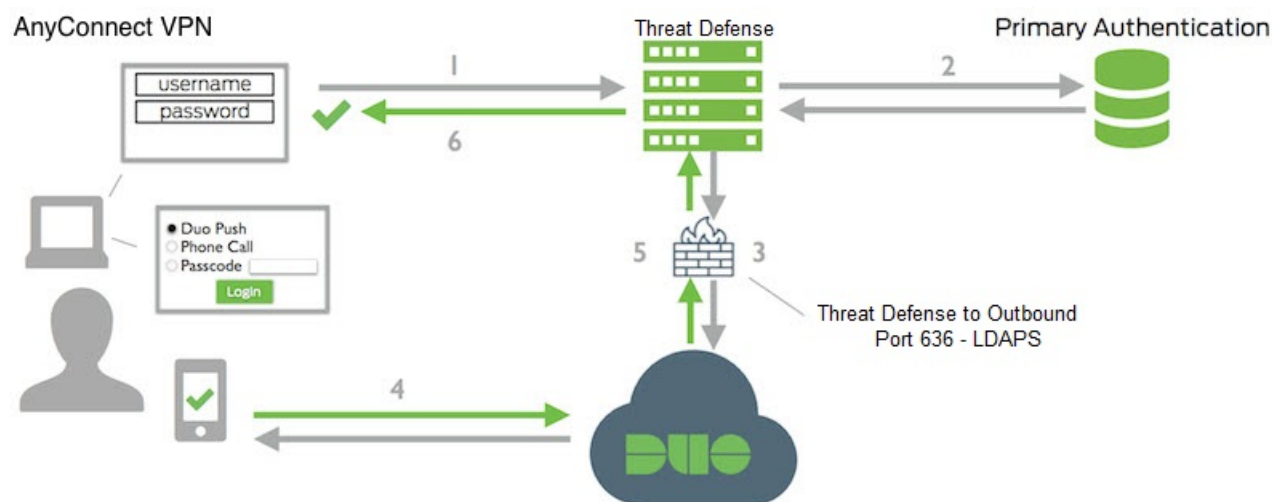 AnyConnect VPN
Threat Defense
Primary Authentication
username
password
1
2
6
Duo Push
Phone Call
Passcode
Login
5
3
Threat Defense to Outbound
Port 636 - LDAPS
4
DUO